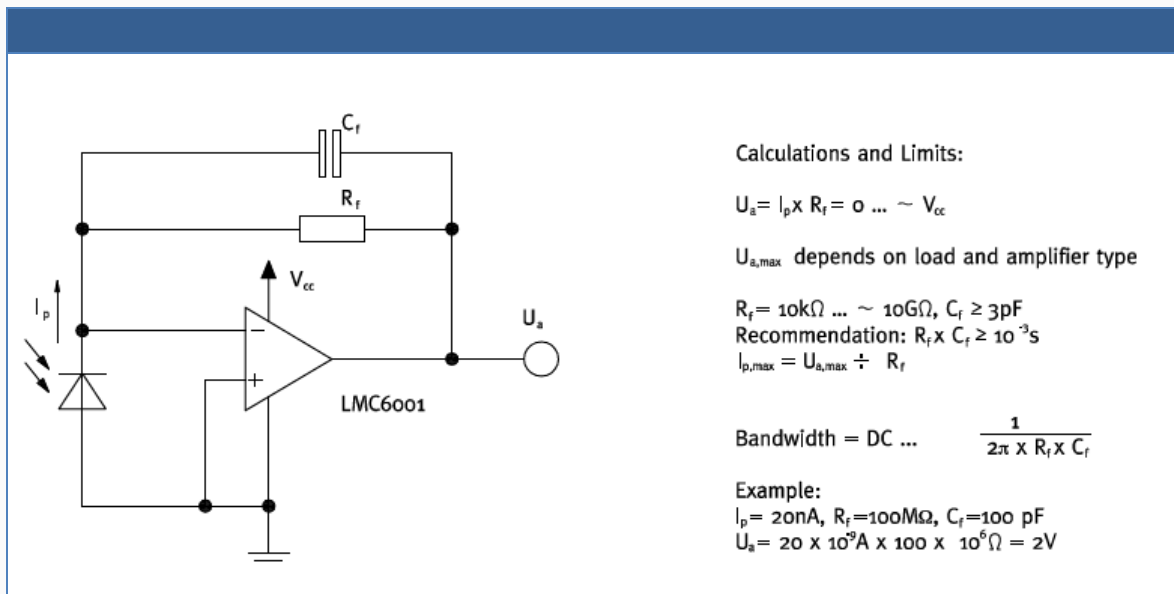 C_f
R_f
V_cc
I_p
U_a
−
+
LMC6001
Calculations and Limits:
U_a= I_p x R_f = 0 ... ~ V_cc
U_a,max depends on load and amplifier type
R_f = 10kΩ ... ~ 10GΩ, C_f ≥ 3pF
Recommendation: R_f x C_f ≥ 10⁻³s
I_p,max = U_a,max ÷ R_f
Bandwidth = DC ... 1
2π x R_f x C_f
Example:
I_p = 20nA, R_f=100MΩ, C_f=100 pF
U_a= 20 x 10⁻⁹A x 100 x 10⁶Ω = 2V